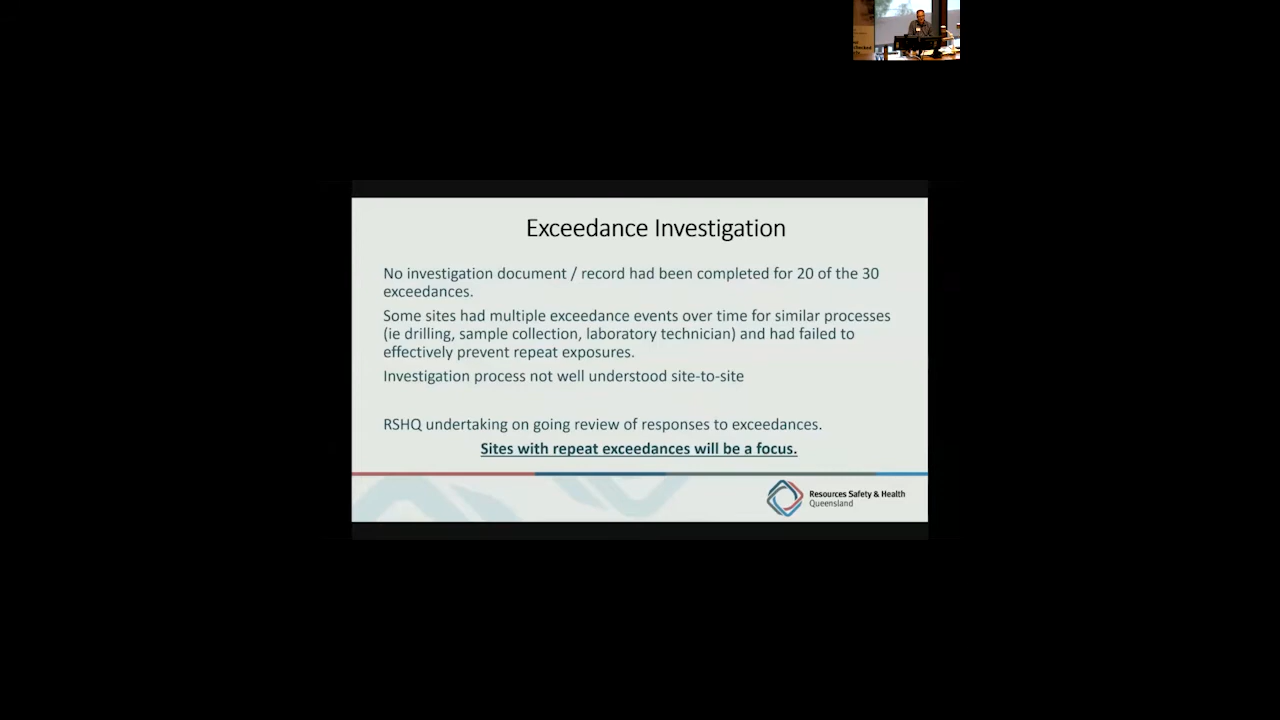 Exceedance Investigation
No investigation document / record had been completed for 20 of the 30
exceedances.
Some sites had multiple exceedance events over time for similar processes
(ie drilling, sample collection, laboratory technician) and had failed to
effectively prevent repeat exposures.
Investigation process not well understood site-to-site
RSHQ undertaking on going review of responses to exceedances.
Sites with repeat exceedances will be a focus.
Resources Safety & Health
Queensland